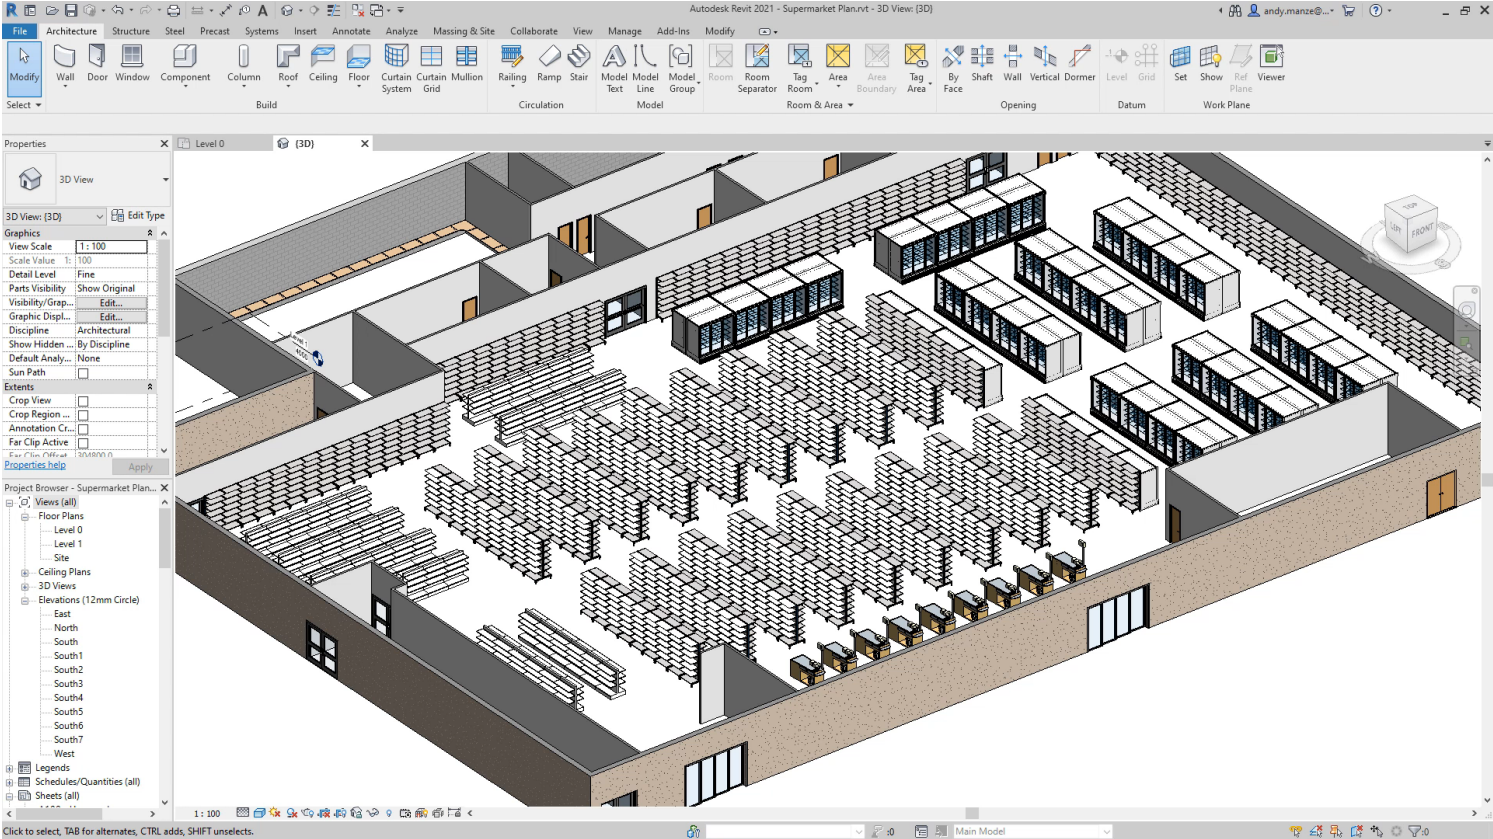 Autodesk Revit 2021 - Supermarket Plan.rvt - 3D View: {3D}
andy.manze@...
File Architecture Structure Steel Precast Systems Insert Annotate Analyze Massing & Site Collaborate View Manage Add-Ins Modify
Modify Wall Door Window Component Column Roof Ceiling Floor Curtain System Curtain Grid Mullion Railing Ramp Stair Model Text Model Line Model Group Room Room Separator Tag Room Area Area Boundary Tag Area By Face Shaft Wall Vertical Dormer Level Grid Set Show Ref Plane Viewer
Select Build Circulation Model Room & Area Opening Datum Work Plane
Properties
Level 0
{3D}
3D View
3D View: {3D}
Edit Type
Graphics
View Scale 1 : 100
Scale Value 1: 100
Detail Level Fine
Parts Visibility Show Original
Visibility/Grap... Edit...
Graphic Displ... Edit...
Discipline Architectural
Show Hidden ... By Discipline
Default Analy... None
Sun Path
Extents
Crop View
Crop Region ...
Annotation Cr...
Far Clip Active
Far Clip Offset 304800.0
Properties help
Apply
Project Browser - Supermarket Plan...
Views (all)
Floor Plans
Level 0
Level 1
Site
Ceiling Plans
3D Views
Elevations (12mm Circle)
East
North
South
South1
South2
South3
South4
South5
South6
South7
West
Legends
Schedules/Quantities (all)
Sheets (all)
Level 1
4000
TOP
LEFT
FRONT
1 : 100
Click to select, TAB for alternates, CTRL adds, SHIFT unselects.
:0
Main Model
:0